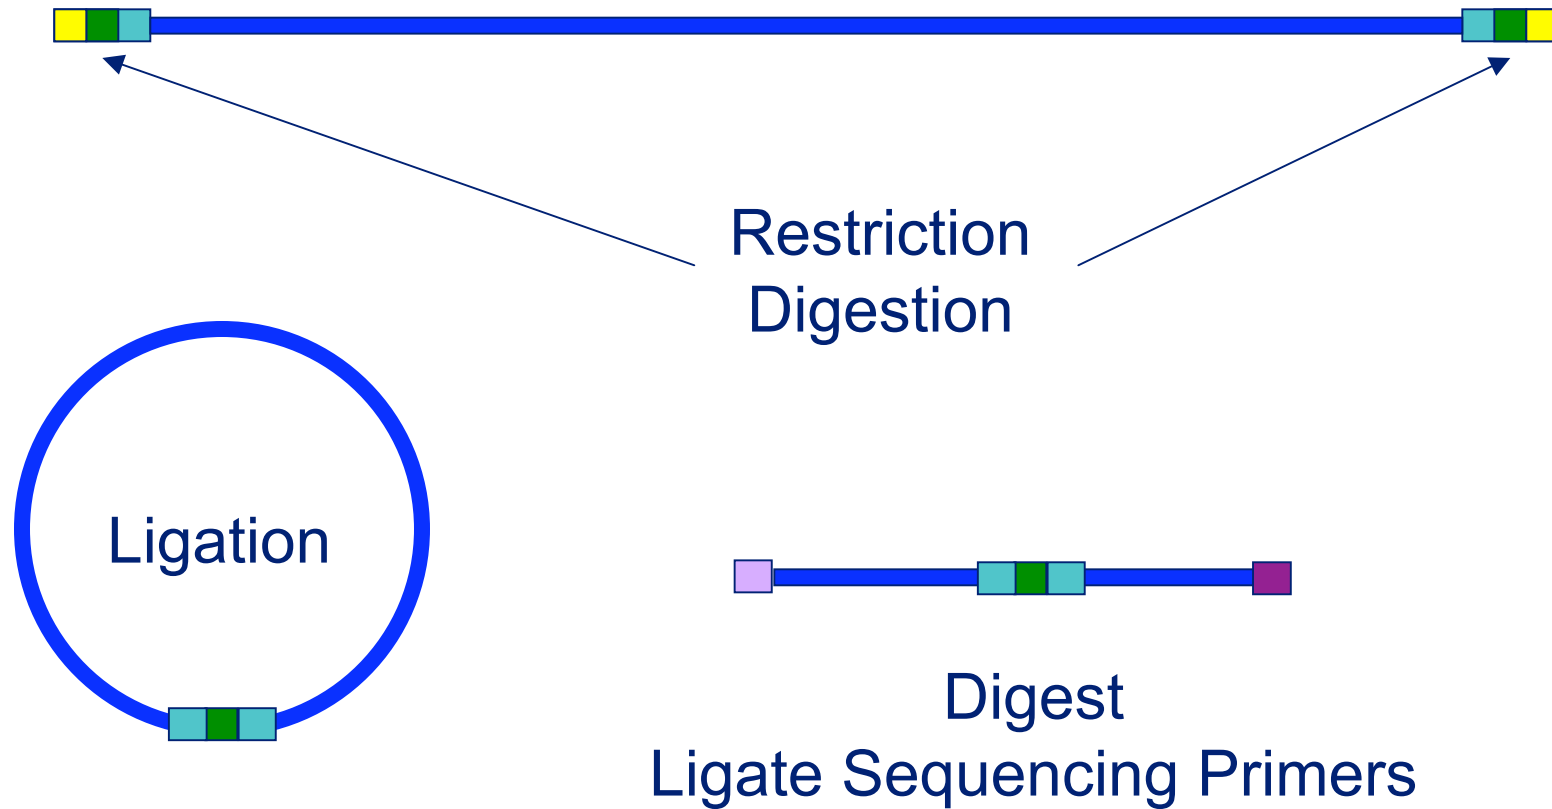 Restriction
Digestion
Ligation
Digest
Ligate Sequencing Primers